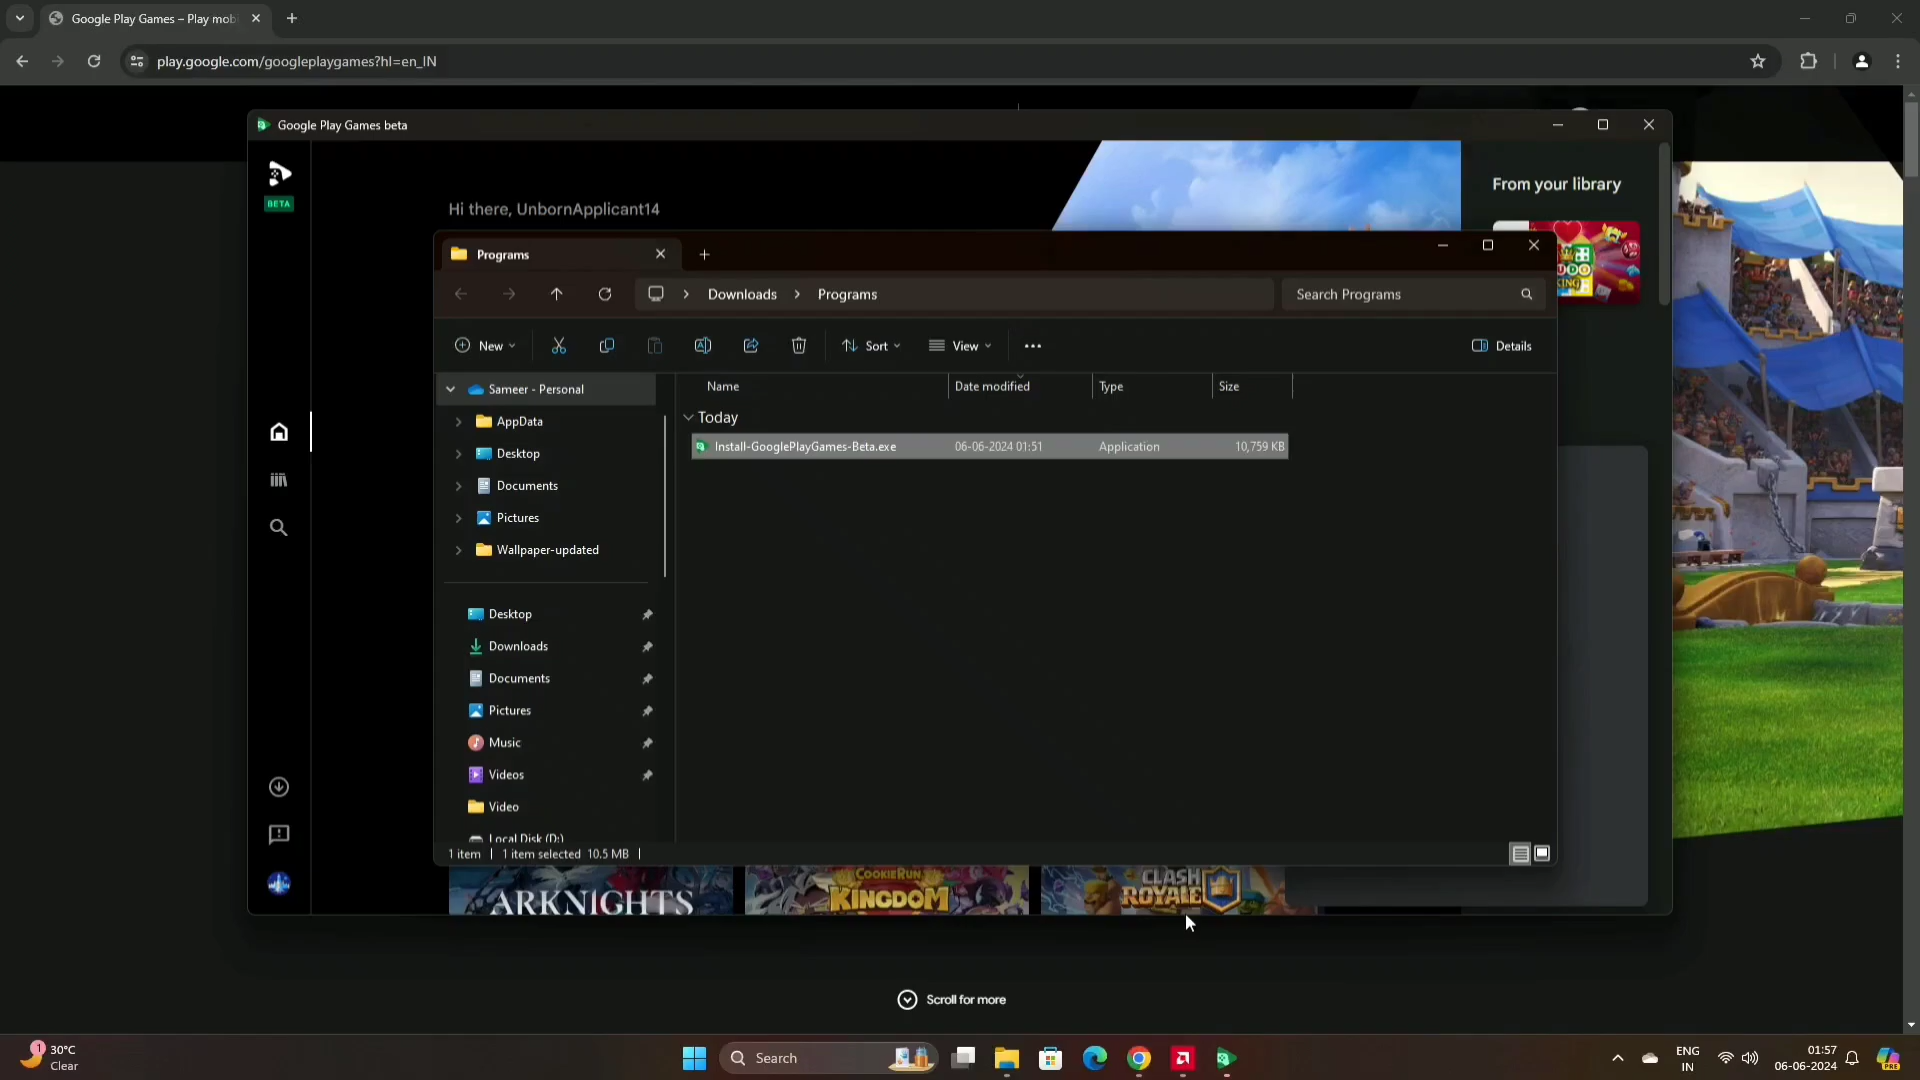 Google Play Games – Play mob
play.google.com/googleplaygames?hl=en_IN
Google Play Games beta
BETA
Hi there, UnbornApplicant14
From your library
Programs
Downloads
Programs
Search Programs
New
Sort
View
Details
Sameer - Personal
Name
Date modified
Type
Size
Today
AppData
Install-GooglePlayGames-Beta.exe
06-06-2024 01:51
Application
10,759 KB
Desktop
Documents
Pictures
Wallpaper-updated
Desktop
Downloads
Documents
Pictures
Music
Videos
Video
Local Disk (D:)
1 item
1 item selected 10.5 MB
ARKNIGHTS
COOKIERUN
KINGDOM
CLASH
ROYALE
Scroll for more
1
30°C
Clear
Search
ENG
IN
01:57
06-06-2024
PRE